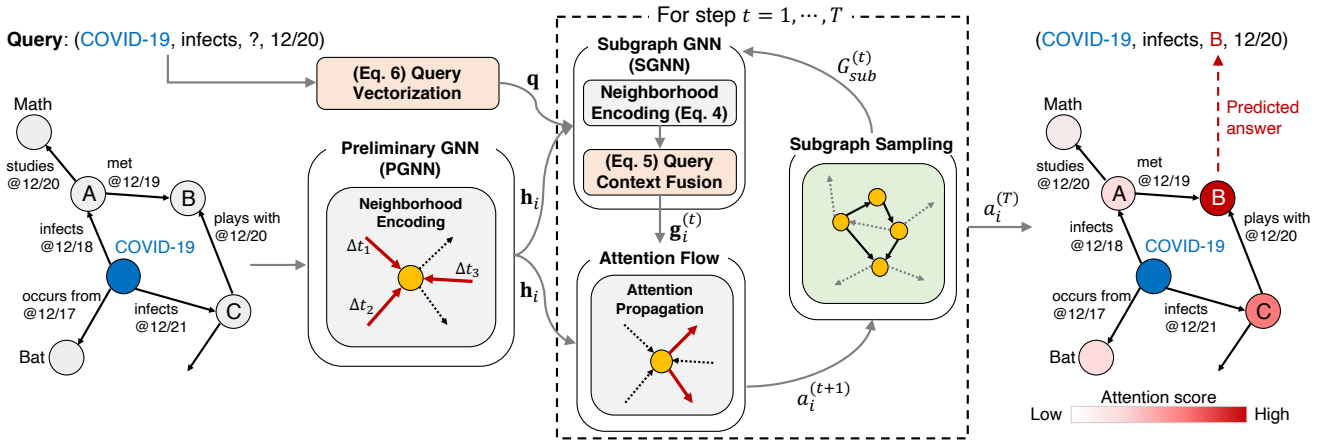 Query: (COVID-19, infects, ?, 12/20)
Math
studies
@12/20
A
met
@12/19
B
infects
@12/18
COVID-19
plays with
@12/20
occurs from
@12/17
infects
@12/21
C
Bat
(Eq. 6) Query
Vectorization
q
Preliminary GNN
(PGNN)
Neighborhood
Encoding
Δt₁
Δt₂
Δt₃
h_i
h_i
For step t = 1, ⋯, T
Subgraph GNN
(SGNN)
Neighborhood
Encoding (Eq. 4)
(Eq. 5) Query
Context Fusion
g_i^(t)
Attention Flow
Attention
Propagation
a_i^(t+1)
G_sub^(t)
Subgraph Sampling
a_i^(T)
(COVID-19, infects, B, 12/20)
Predicted
answer
Math
studies
@12/20
A
met
@12/19
B
infects
@12/18
COVID-19
plays with
@12/20
occurs from
@12/17
infects
@12/21
C
Bat
Attention score
Low
High